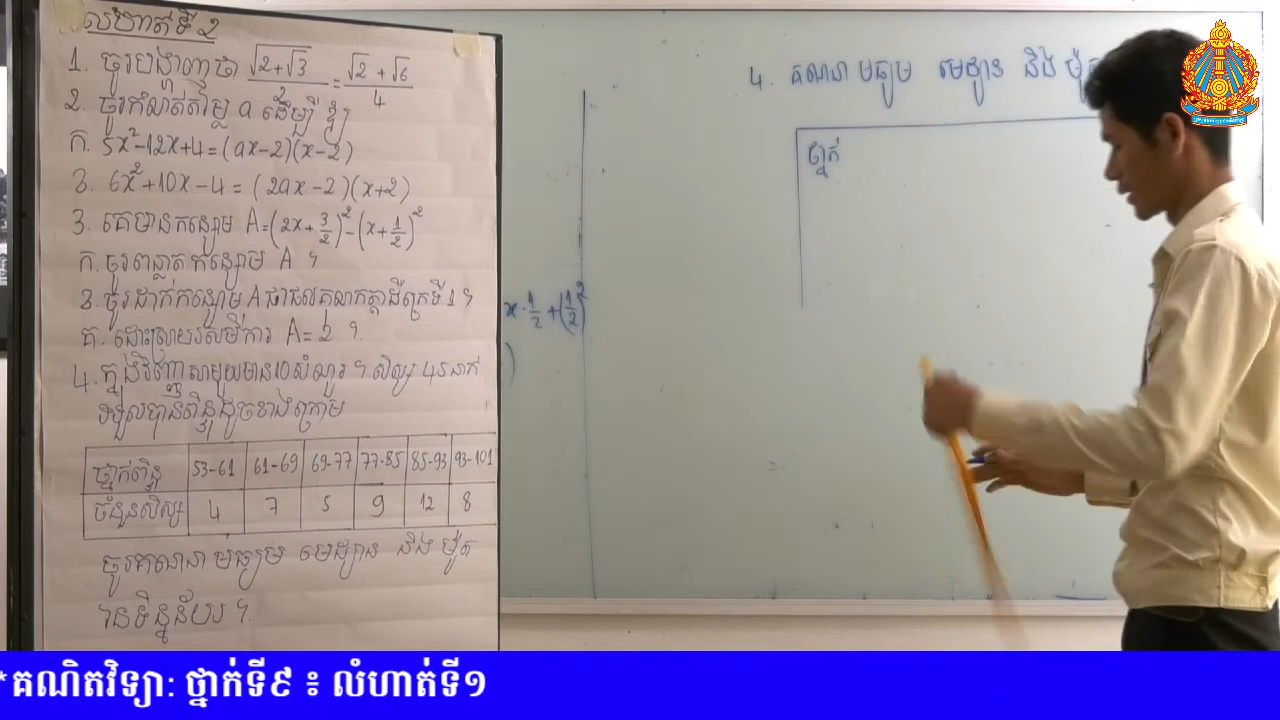 លំហាត់ទី ២
1. ចូរបង្ហាញថា √(2+√3)/2 = (√2+√6)/4
2. ចូរកំណត់តម្លៃ a ដើម្បីឱ្យ
ក. 5x²-12x+4=(ax-2)(x-2)
ខ. 6x²+10x-4=(2ax-2)(x+2)
3. គេមានកន្សោម A=(2x+3/2)²-(x+1/2)²
ក. ចូរពន្លាតកន្សោម A ។
ខ. ចូរដាក់កន្សោម A ជាផលគុណកត្តាដឺក្រេទី 1 ។
គ. ដោះស្រាយសមីការ A=2 ។
4. ក្នុងវិញ្ញាសាមួយមាន 10 សំណួរ ។ សិស្ស 45 នាក់
ទទួលបានពិន្ទុដូចខាងក្រោម
ថ្នាក់ពិន្ទុ 53-61 61-69 69-77 77-85 85-93 93-101
ចំនួនសិស្ស 4 7 5 9 12 8
ចូរគណនា មធ្យម មេដ្យាន និង ម៉ូត
នៃទិន្នន័យ ។
x·1/2+(1/2)²
)
4. គណនា មធ្យម មេដ្យាន និង
ថ្នាក់
*គណិតវិទ្យា: ថ្នាក់ទី៩ ៖ លំហាត់ទី១